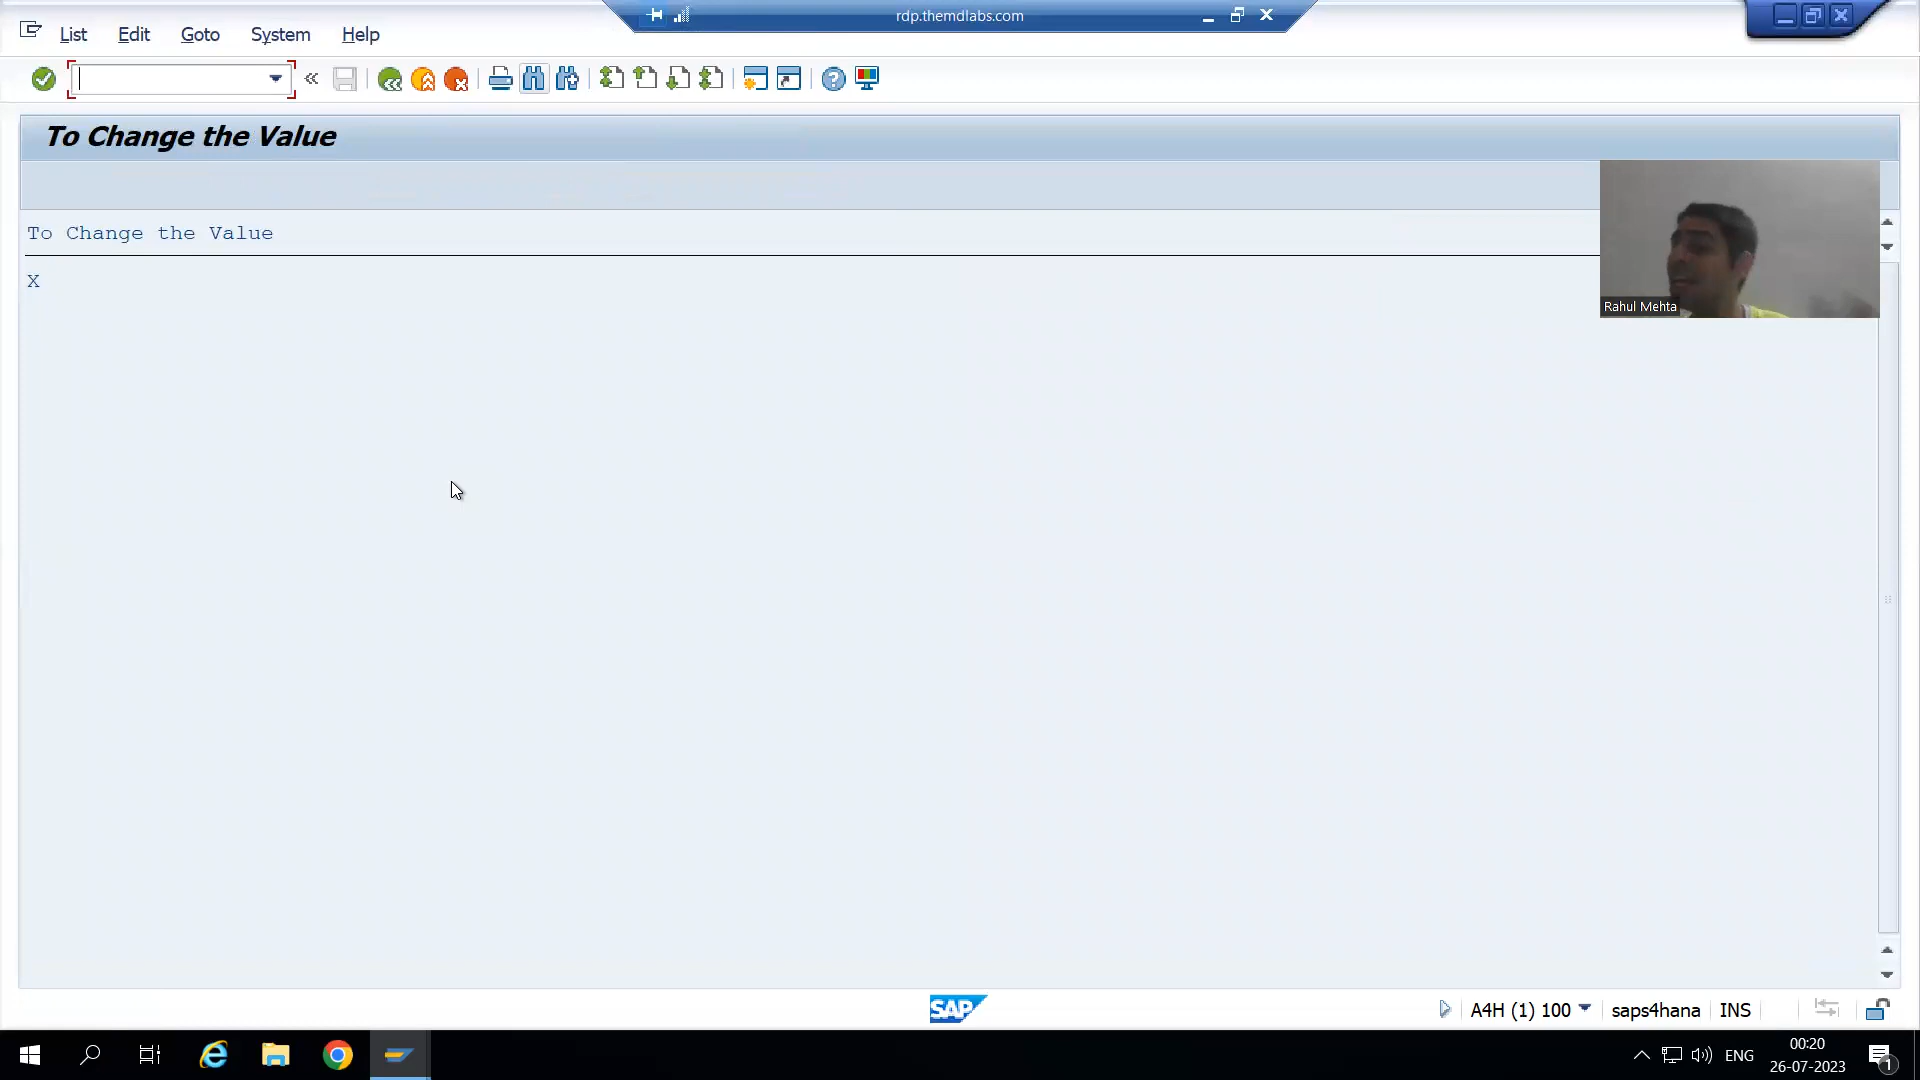 rdp.themdlabs.com
List Edit Goto System Help
To Change the Value
To Change the Value
X
Rahul Mehta
SAP
A4H (1) 100 saps4hana INS
ENG
00:20
26-07-2023
1